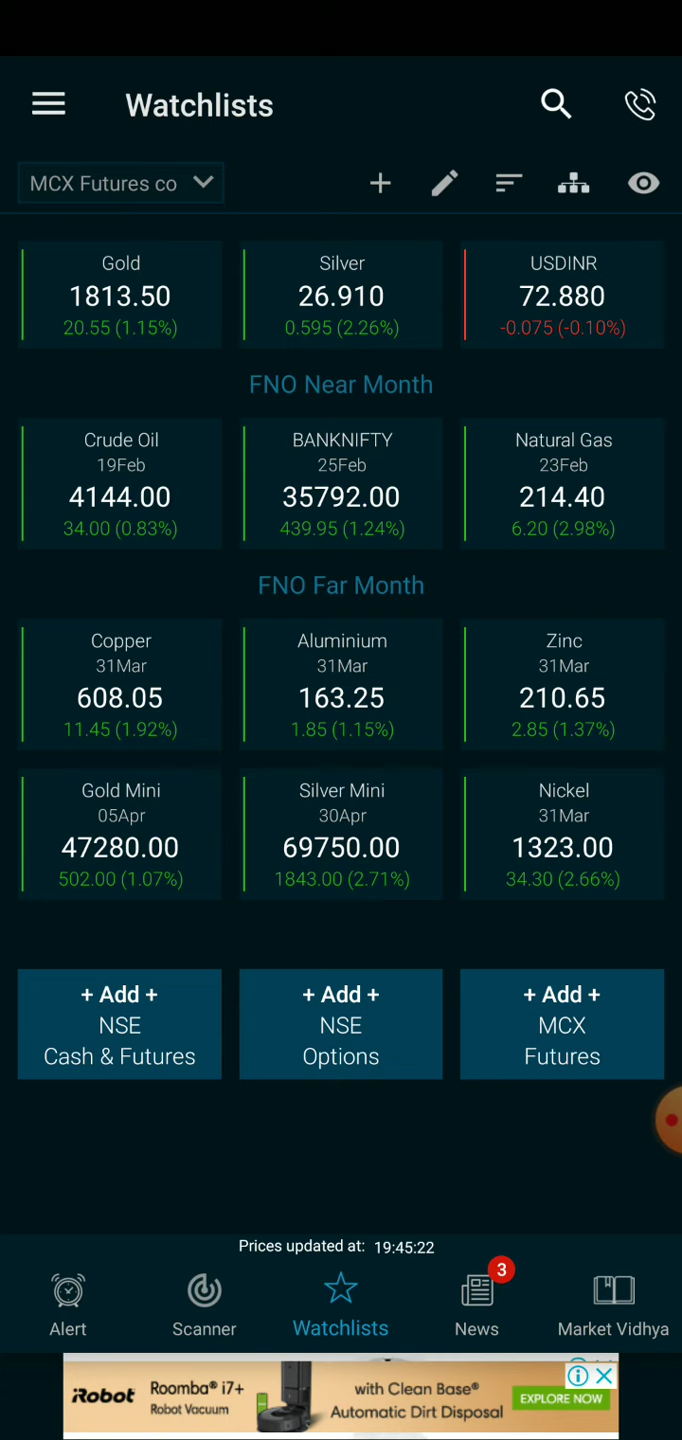 Watchlists
MCX Futures co
Gold
1813.50
20.55 (1.15%)
Silver
26.910
0.595 (2.26%)
USDINR
72.880
-0.075 (-0.10%)
FNO Near Month
Crude Oil
19Feb
4144.00
34.00 (0.83%)
BANKNIFTY
25Feb
35792.00
439.95 (1.24%)
Natural Gas
23Feb
214.40
6.20 (2.98%)
FNO Far Month
Copper
31Mar
608.05
11.45 (1.92%)
Aluminium
31Mar
163.25
1.85 (1.15%)
Zinc
31Mar
210.65
2.85 (1.37%)
Gold Mini
05Apr
47280.00
502.00 (1.07%)
Silver Mini
30Apr
69750.00
1843.00 (2.71%)
Nickel
31Mar
1323.00
34.30 (2.66%)
+ Add +
NSE
Cash & Futures
+ Add +
NSE
Options
+ Add +
MCX
Futures
Prices updated at: 19:45:22
Alert
Scanner
Watchlists
3
News
Market Vidhya
iRobot
Roomba® i7+
Robot Vacuum
with Clean Base®
Automatic Dirt Disposal
EXPLORE NOW